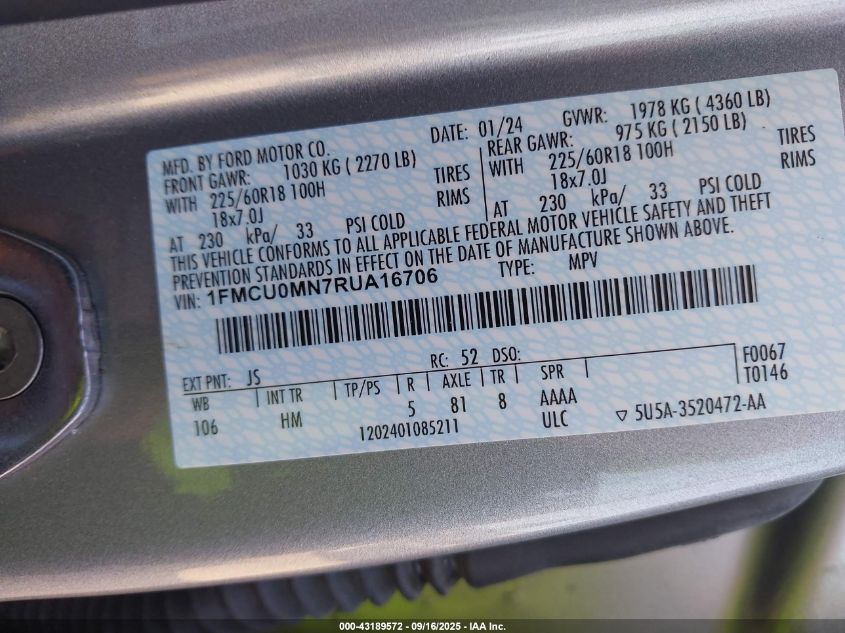 MFD. BY FORD MOTOR CO. DATE: 01/24 GVWR: 1978 KG ( 4360 LB)
FRONT GAWR: 1030 KG ( 2270 LB) REAR GAWR: 975 KG ( 2150 LB)
WITH 225/60R18 100H TIRES WITH 225/60R18 100H TIRES
18x7.0J RIMS 18x7.0J RIMS
AT 230 kPa/ 33 PSI COLD AT 230 kPa/ 33 PSI COLD
THIS VEHICLE CONFORMS TO ALL APPLICABLE FEDERAL MOTOR VEHICLE SAFETY AND THEFT
PREVENTION STANDARDS IN EFFECT ON THE DATE OF MANUFACTURE SHOWN ABOVE.
VIN: 1FMCU0MN7RUA16706 TYPE: MPV
EXT PNT: JS RC: 52 DSO: F0067
WB INT TR TP/PS R AXLE TR SPR T0146
106 HM 5 81 8 AAAA
1202401085211 ULC ▽ 5U5A-3520472-AA
000-43189572 - 09/16/2025 - IAA Inc.